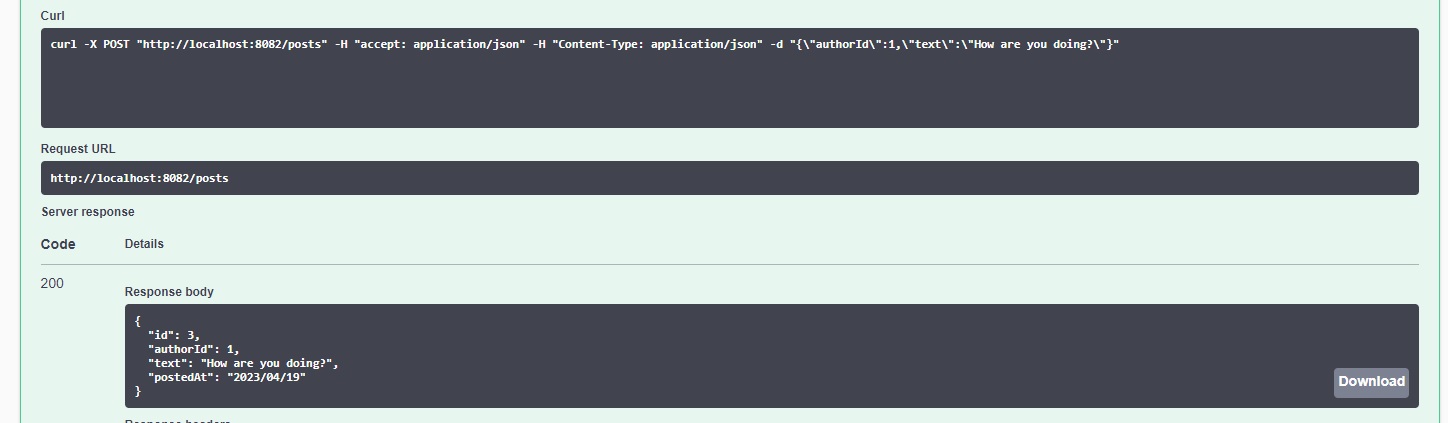 Curl
curl -X POST "http://localhost:8082/posts" -H "accept: application/json" -H "Content-Type: application/json" -d "{\"authorId\":1,\"text\":\"How are you doing?\"}"
Request URL
http://localhost:8082/posts
Server response
Code Details
200
Response body
{
  "id": 3,
  "authorId": 1,
  "text": "How are you doing?",
  "postedAt": "2023/04/19"
}
Download
Response headers